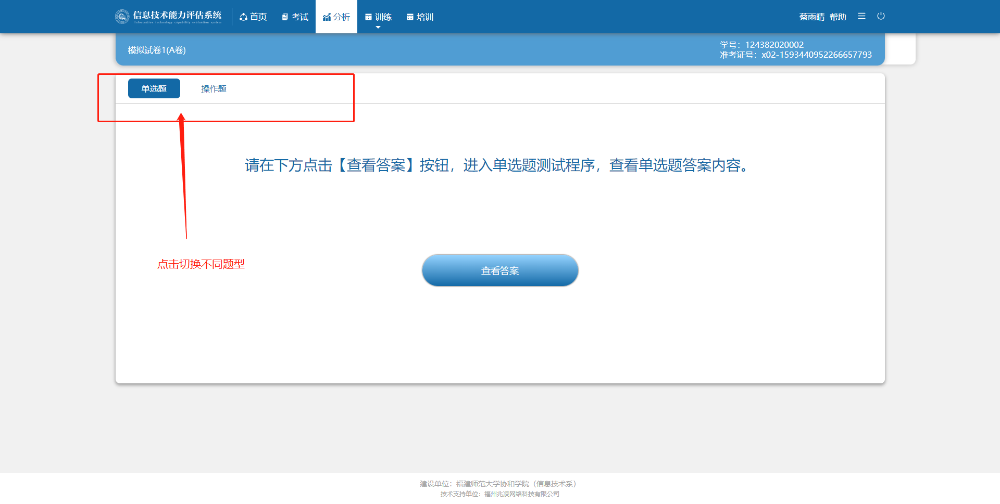 信息技术能力评估系统
Information technology capability evaluation system
首页
考试
分析
训练
培训
蔡雨晴 帮助
模拟试卷1(A卷)
学号：124382020002
准考证号：x02-1593440952266657793
单选题
操作题
请在下方点击【查看答案】按钮，进入单选题测试程序，查看单选题答案内容。
点击切换不同题型
查看答案
建设单位：福建师范大学协和学院（信息技术系）
技术支持单位：福州兆凌网络科技有限公司